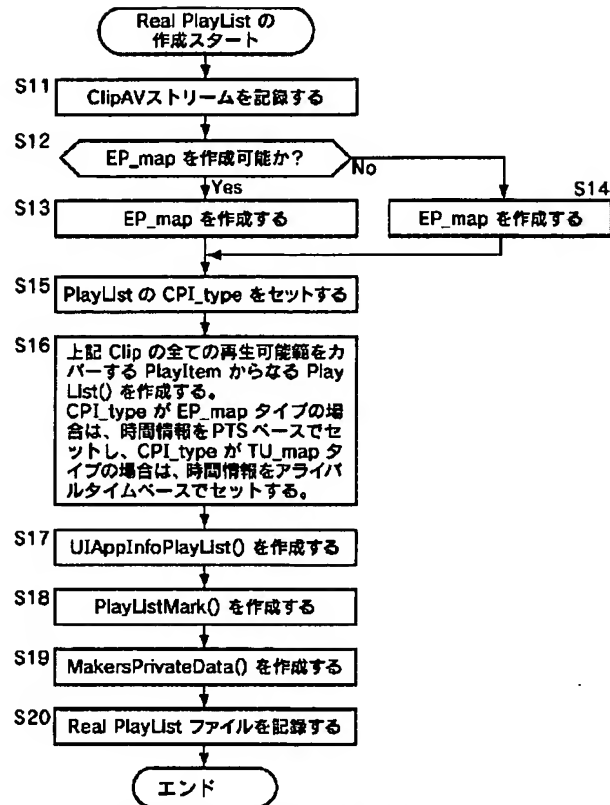 Real PlayList の
作成スタート
S11
ClipAVストリームを記録する
S12
EP_map を作成可能か？
No
Yes
S13
EP_map を作成する
S14
EP_map を作成する
S15
PlayList の CPI_type をセットする
S16
上記 Clip の全ての再生可能範をカ
バーする PlayItem からなる Play
List() を作成する。
CPI_type が EP_map タイプの場
合は、時間情報を PTS ベースでセ
ットし、CPI_type が TU_map タ
イプの場合は、時間情報をアライバ
ルタイムベースでセットする。
S17
UIAppInfoPlayList() を作成する
S18
PlayListMark() を作成する
S19
MakersPrivateData() を作成する
S20
Real PlayList ファイルを記録する
エンド